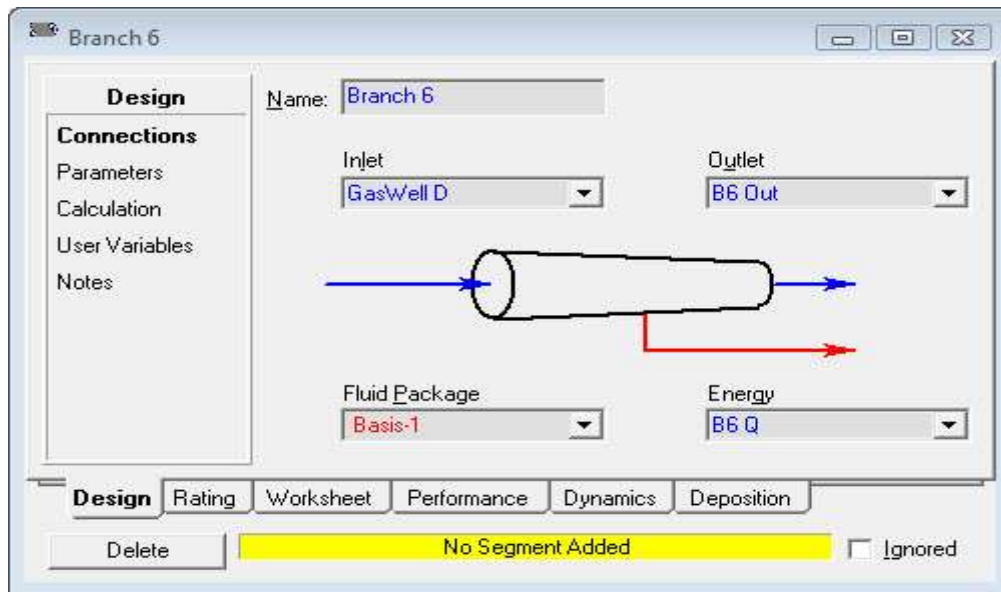 Branch 6
Design
Connections
Parameters
Calculation
User Variables
Notes
Name: Branch 6
Inlet
GasWell D
Outlet
B6 Out
Fluid Package
Basis-1
Energy
B6 Q
Design Rating Worksheet Performance Dynamics Deposition
Delete No Segment Added Ignored